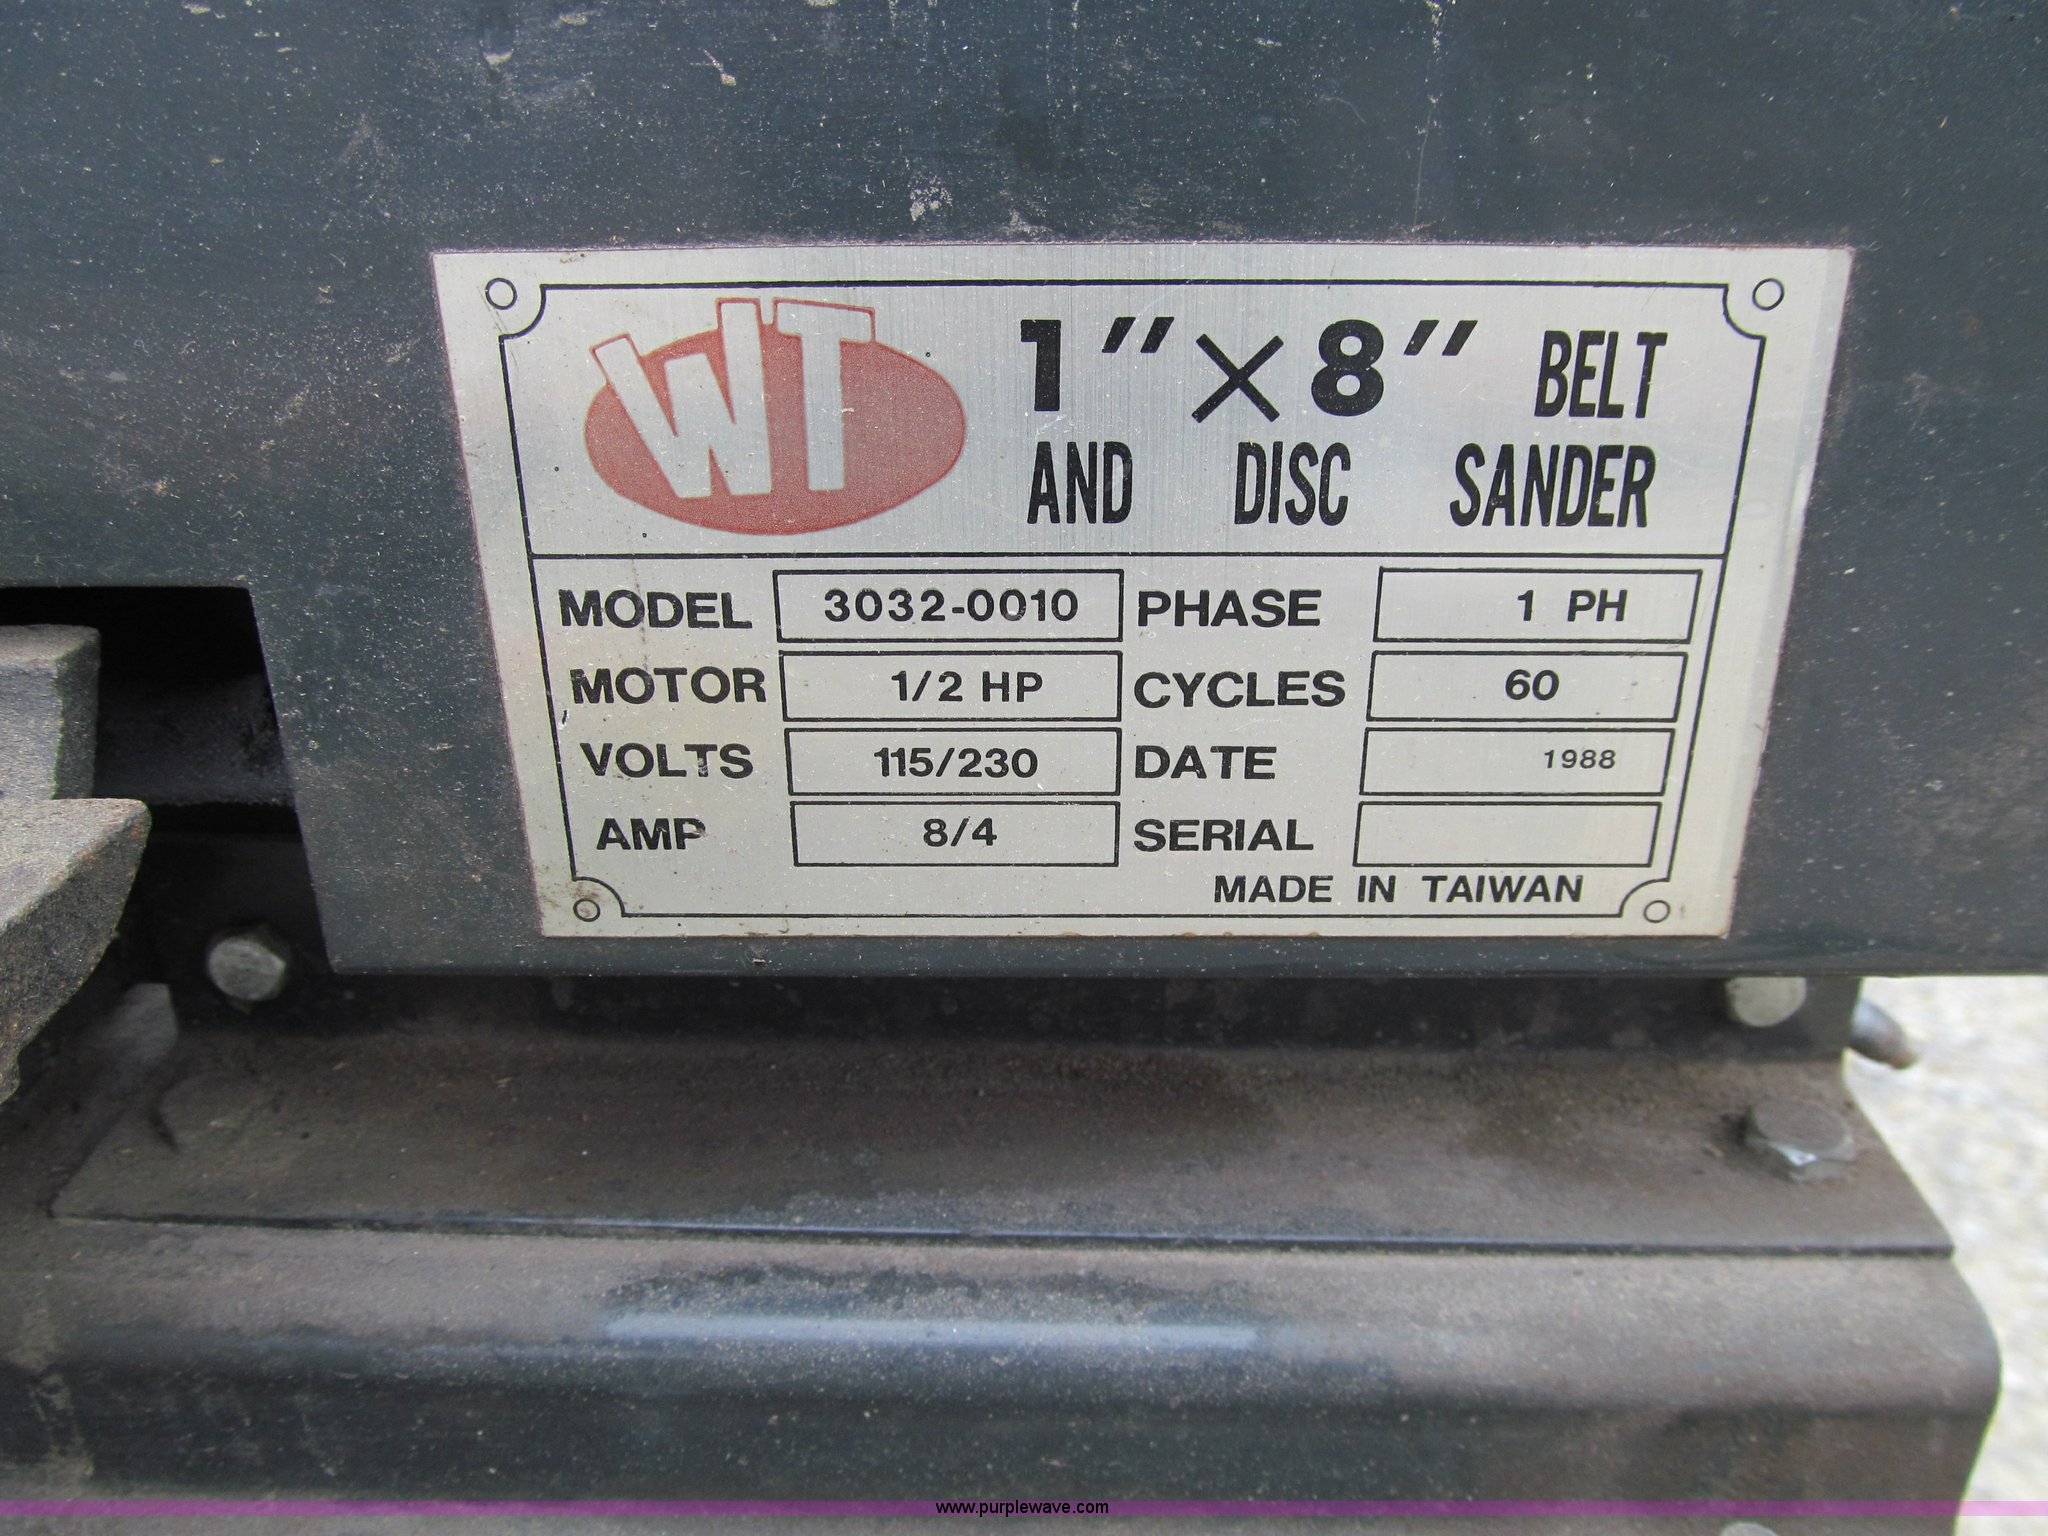 WT
1" × 8" BELT
AND DISC SANDER
MODEL 3032-0010 PHASE 1 PH
MOTOR 1/2 HP CYCLES 60
VOLTS 115/230 DATE 1988
AMP 8/4 SERIAL
MADE IN TAIWAN
www.purplewave.com